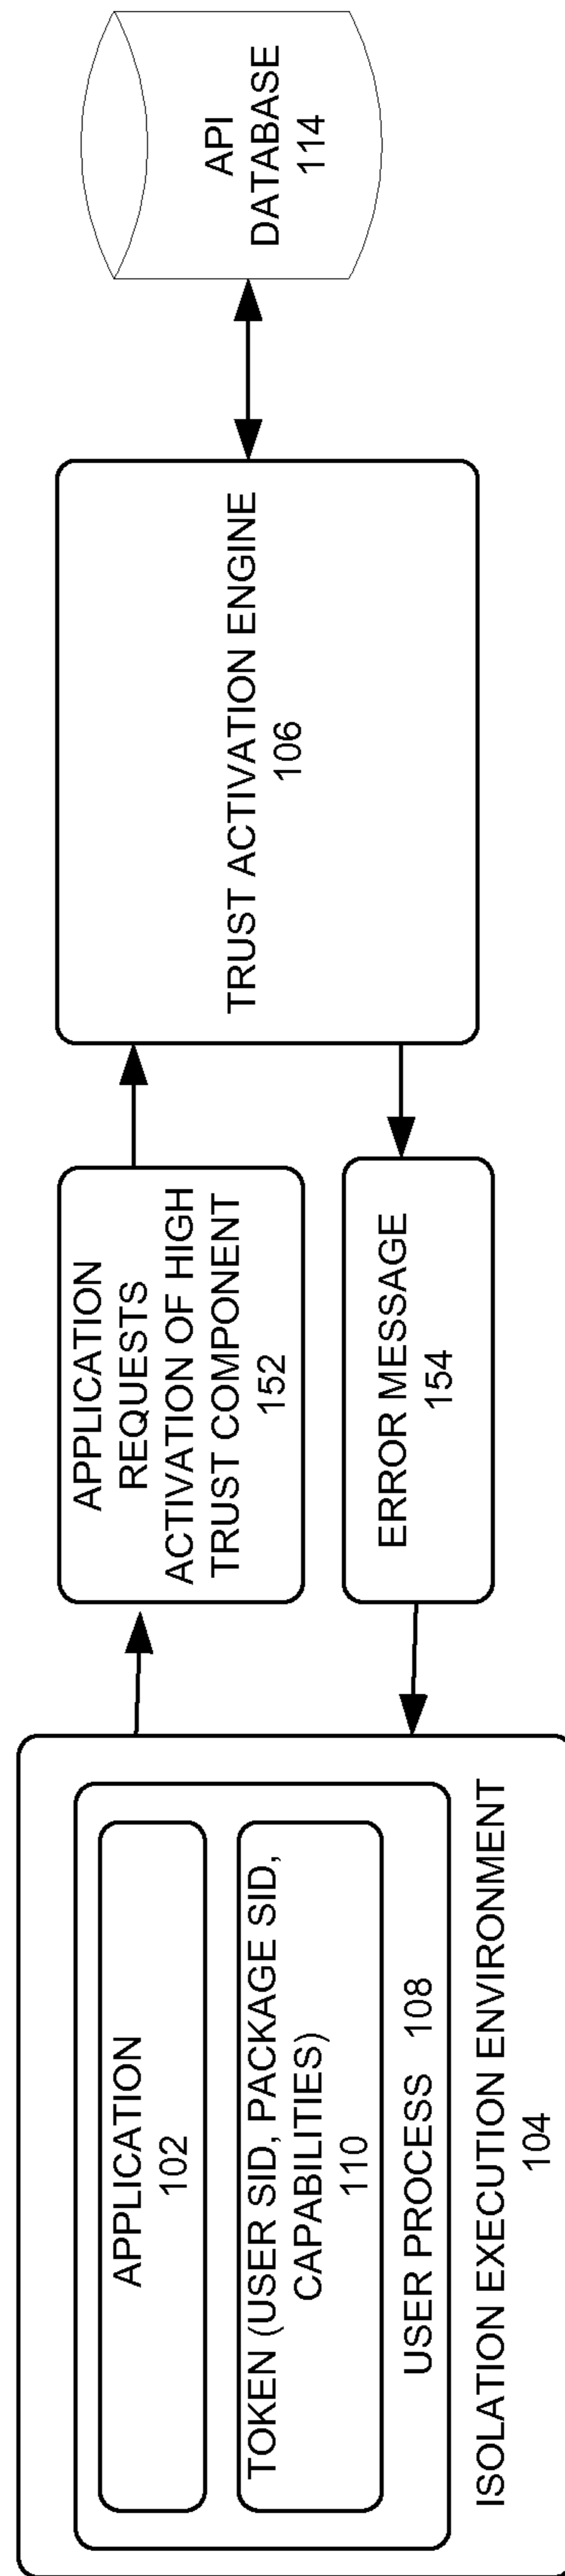 APPLICATION
102
TOKEN (USER SID, PACKAGE SID,
CAPABILITIES)
110
USER PROCESS 108
ISOLATION EXECUTION ENVIRONMENT
104
APPLICATION
REQUESTS
ACTIVATION OF HIGH
TRUST COMPONENT
152
ERROR MESSAGE
154
TRUST ACTIVATION ENGINE
106
API
DATABASE
114